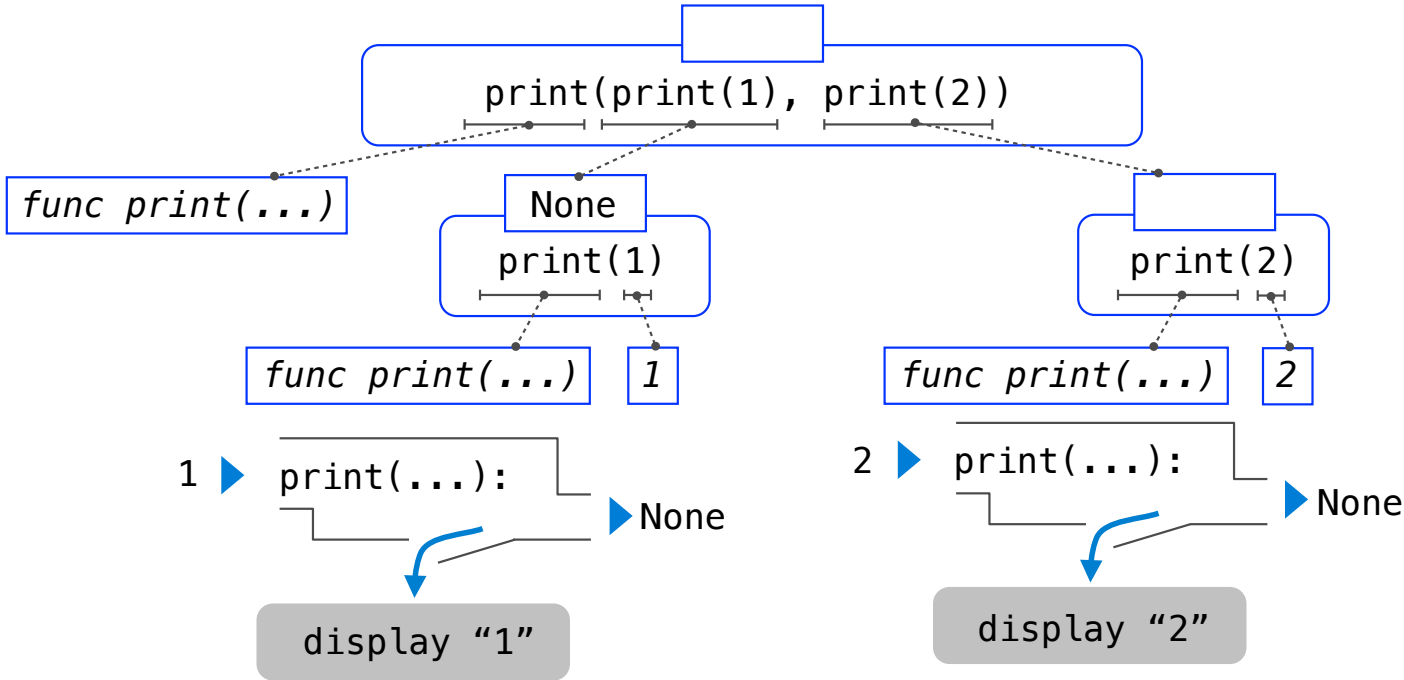 print(print(1), print(2))
func print(...)
None
print(1)
print(2)
func print(...)
1
func print(...)
2
1
print(...):
None
display “1”
2
print(...):
None
display “2”